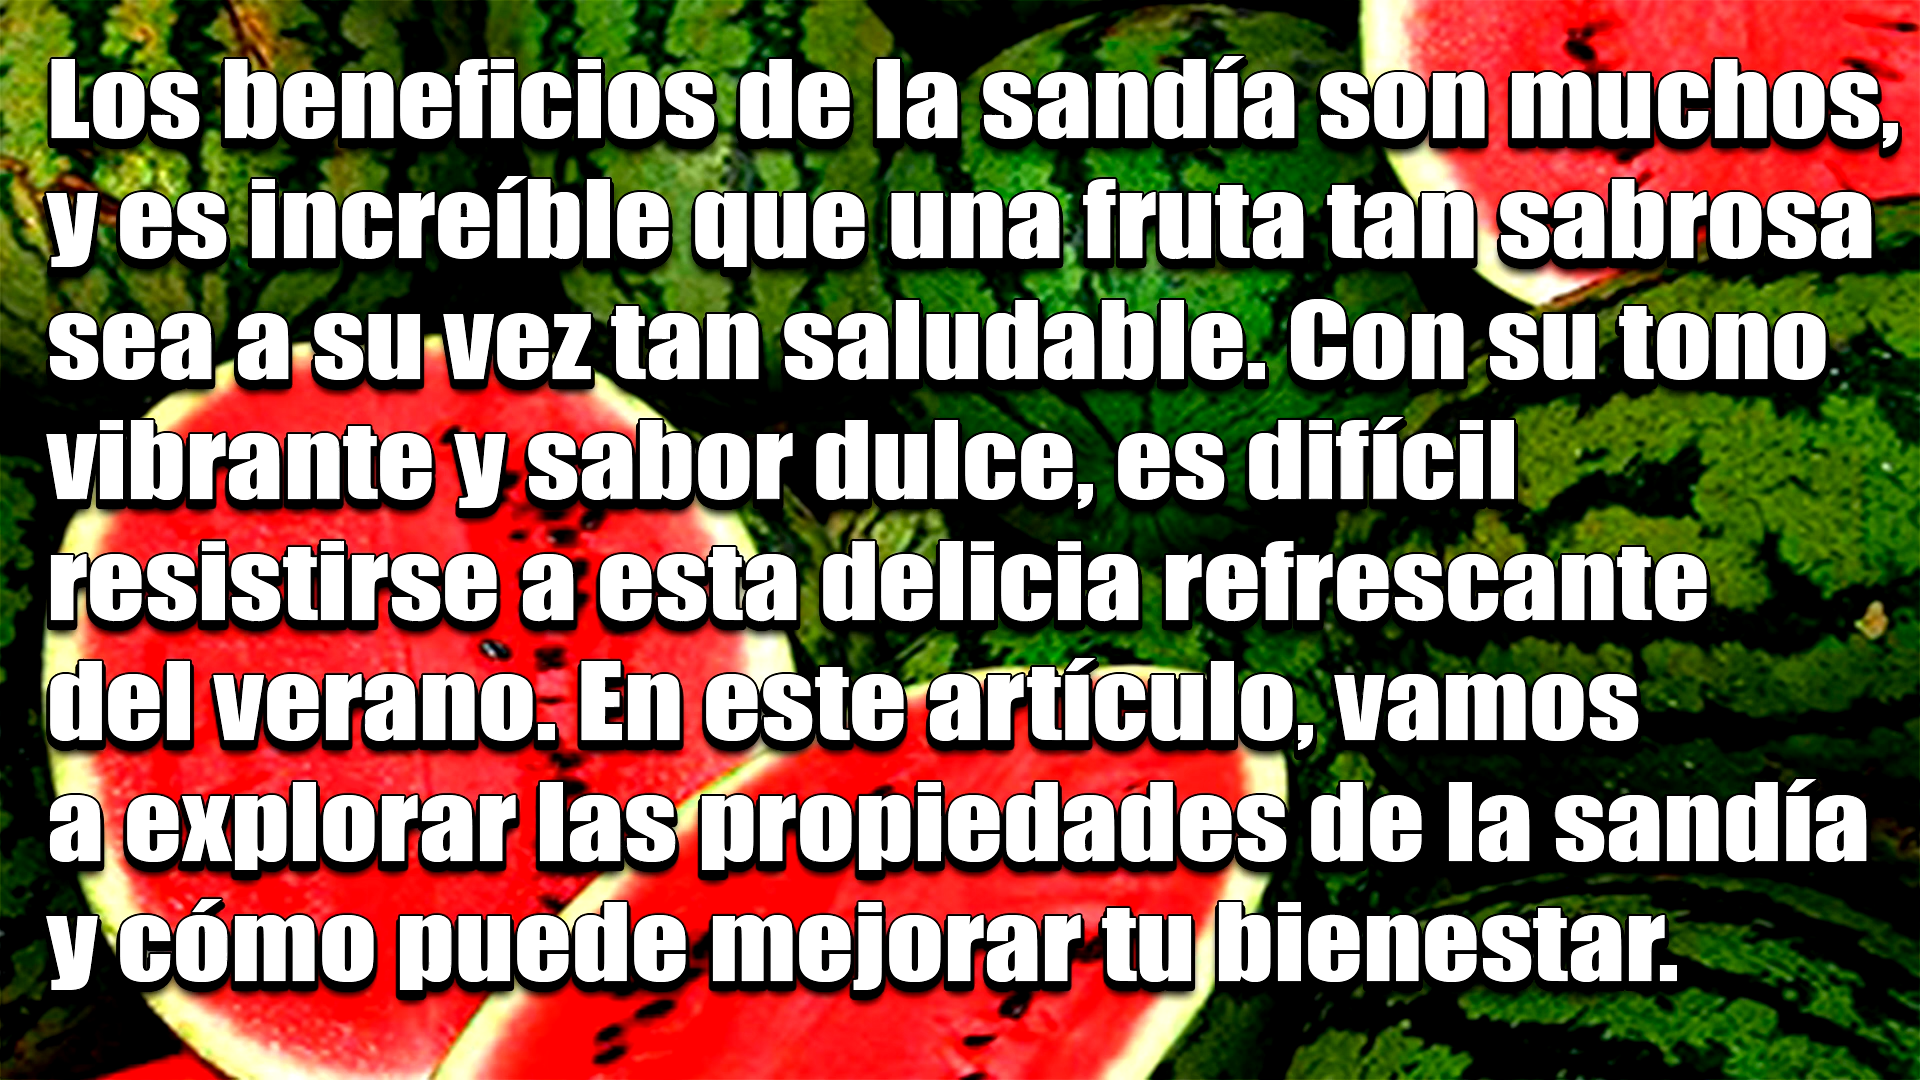 Los beneficios de la sandía son muchos,
y es increíble que una fruta tan sabrosa
sea a su vez tan saludable. Con su tono
vibrante y sabor dulce, es difícil
resistirse a esta delicia refrescante
del verano. En este artículo, vamos
a explorar las propiedades de la sandía
y cómo puede mejorar tu bienestar.